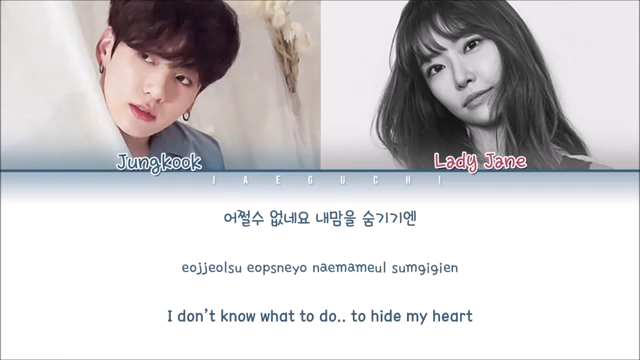 Jungkook
Lady Jane
JAEGUCHI
어쩔수 없네요 내맘을 숨기기엔
eojjeolsu eopsneyo naemameul sumgigien
I don't know what to do.. to hide my heart